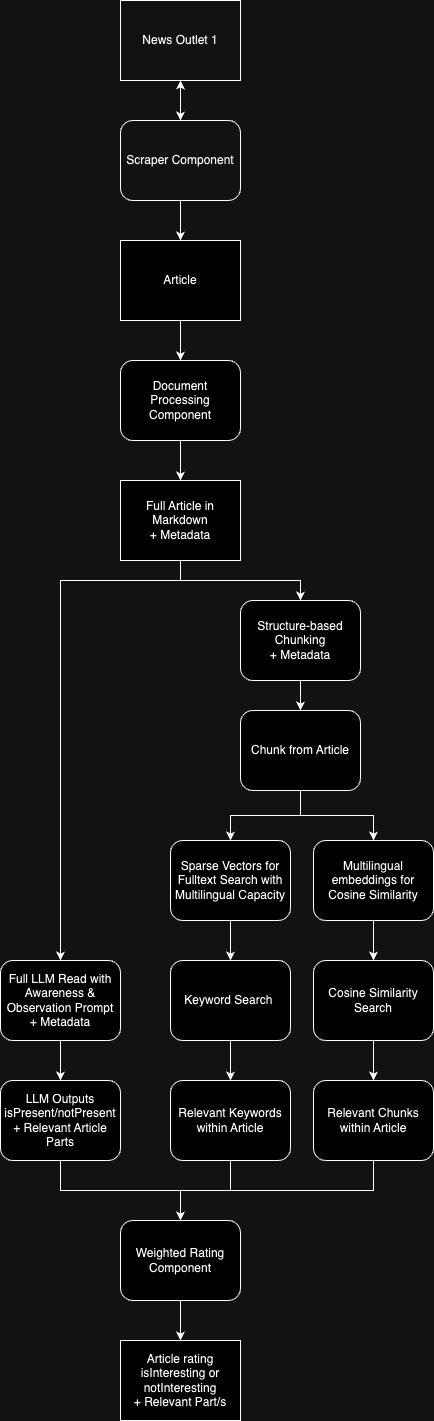 News Outlet 1
Scraper Component
Article
Document
Processing
Component
Full Article in
Markdown
+ Metadata
Structure-based
Chunking
+ Metadata
Chunk from Article
Sparse Vectors for
Fulltext Search with
Multilingual Capacity
Multilingual
embeddings for
Cosine Similarity
Full LLM Read with
Awareness &
Observation Prompt
+ Metadata
Keyword Search
Cosine Similarity
Search
LLM Outputs
isPresent/notPresent
+ Relevant Article
Parts
Relevant Keywords
within Article
Relevant Chunks
within Article
Weighted Rating
Component
Article rating
isInteresting or
notInteresting
+ Relevant Part/s